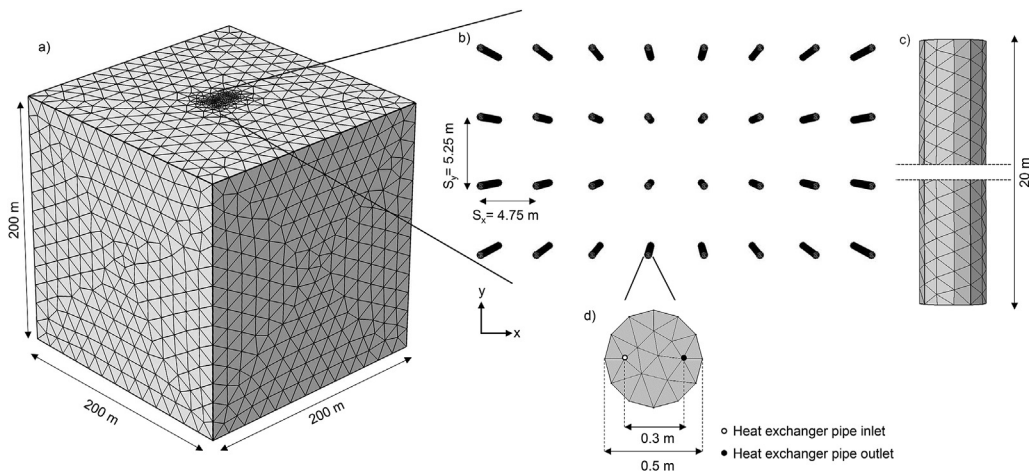 a)
200 m
200 m
200 m
b)
S_y= 5.25 m
S_x= 4.75 m
y
x
c)
20 m
d)
0.3 m
0.5 m
Heat exchanger pipe inlet
Heat exchanger pipe outlet